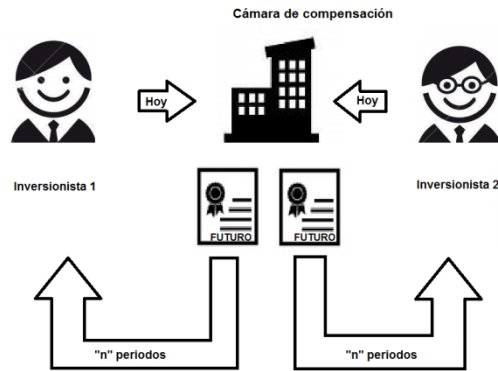 Cámara de compensación
Hoy
Hoy
Inversionista 1
Inversionista 2
FUTURO
FUTURO
"n" periodos
"n" periodos